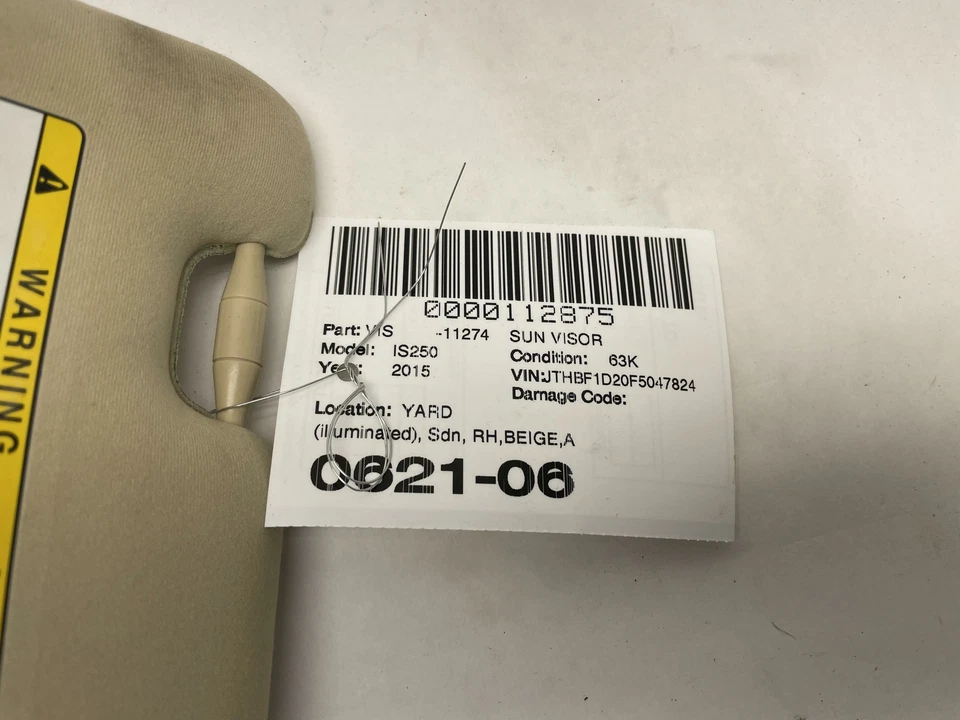 WARNING
0000112875
Part: VIS -11274 SUN VISOR
Model: IS250 Condition: 63K
Year: 2015 VIN:JTHBF1D20F5047824
Damage Code:
Location: YARD
(illuminated), Sdn, RH,BEIGE,A
0621-06